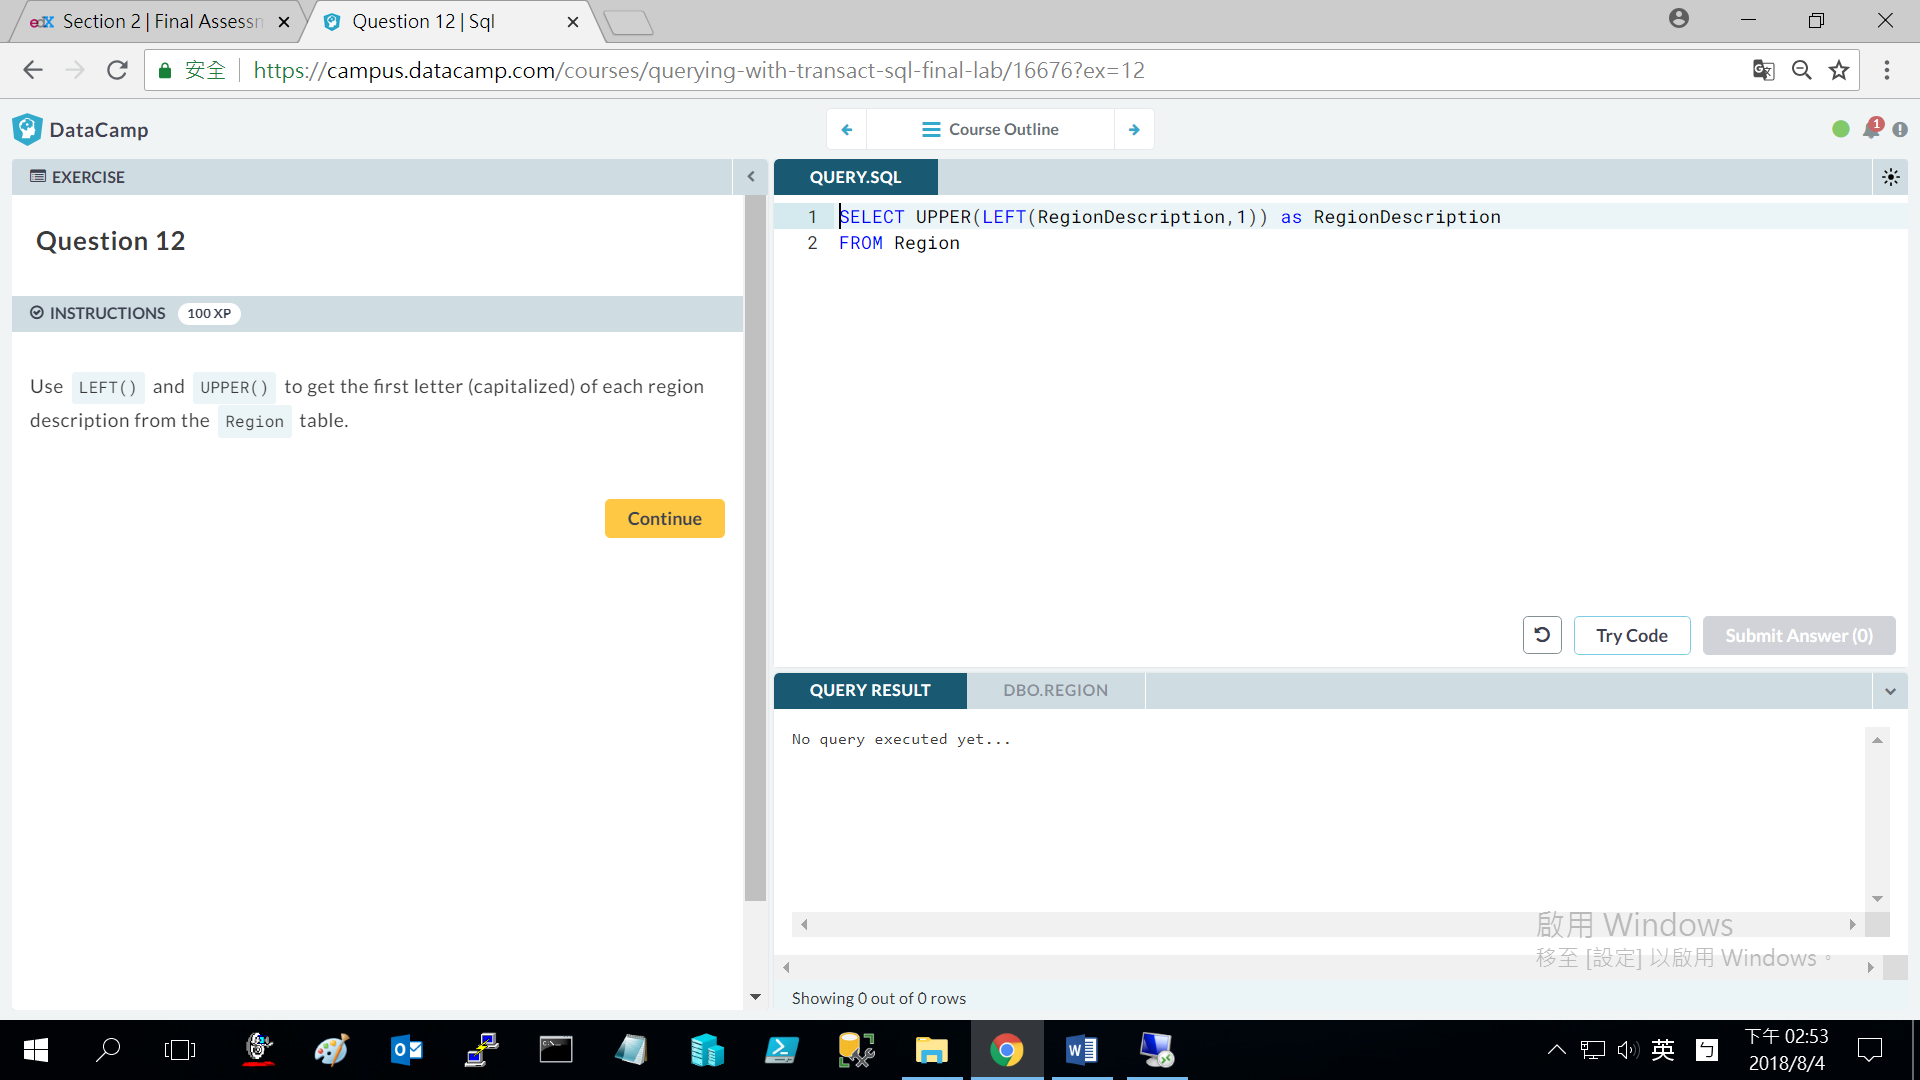 edX Section 2 | Final Assessm
Question 12 | Sql
安全
https://campus.datacamp.com/courses/querying-with-transact-sql-final-lab/16676?ex=12
DataCamp
Course Outline
1
EXERCISE
QUERY.SQL
Question 12
1 SELECT UPPER(LEFT(RegionDescription,1)) as RegionDescription
2 FROM Region
INSTRUCTIONS 100 XP
Use LEFT() and UPPER() to get the first letter (capitalized) of each region
description from the Region table.
Continue
Try Code
Submit Answer (0)
QUERY RESULT
DBO.REGION
No query executed yet...
啟用 Windows
移至 [設定] 以啟用 Windows。
Showing 0 out of 0 rows
英
下午 02:53
2018/8/4